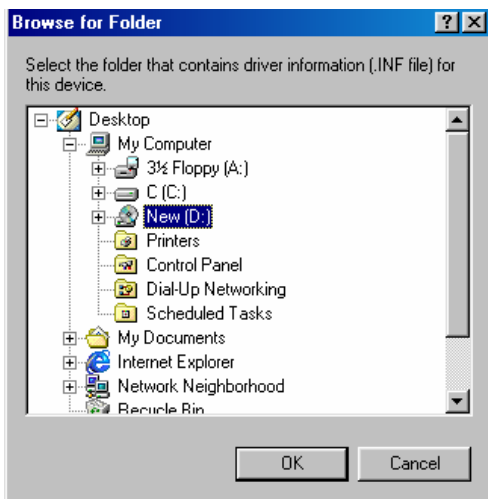 Browse for Folder
Select the folder that contains driver information (.INF file) for
this device.
Desktop
My Computer
3½ Floppy (A:)
C (C:)
New (D:)
Printers
Control Panel
Dial-Up Networking
Scheduled Tasks
My Documents
Internet Explorer
Network Neighborhood
Recycle Bin
OK Cancel